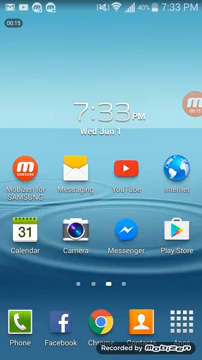 40% 7:33 PM
00:15
7:33 PM
Wed, Jun 1
Mobizen for SAMSUNG
Messaging
YouTube
Internet
31
Calendar
Camera
Messenger
Play Store
Phone
Facebook
Chrome
Contacts
Apps
Recorded by mobizen